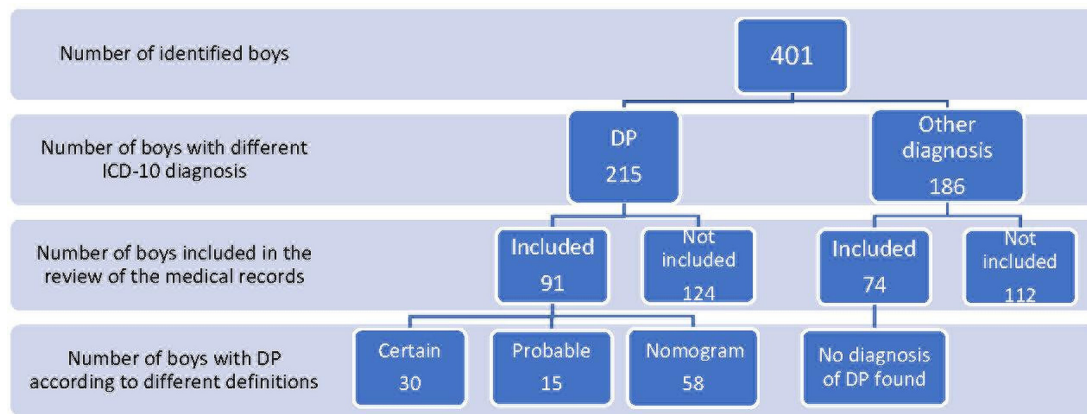 Number of identified boys
401
Number of boys with different
ICD-10 diagnosis
DP
215
Other
diagnosis
186
Number of boys included in the
review of the medical records
Included
91
Not
included
124
Included
74
Not
included
112
Number of boys with DP
according to different definitions
Certain
30
Probable
15
Nomogram
58
No diagnosis
of DP found